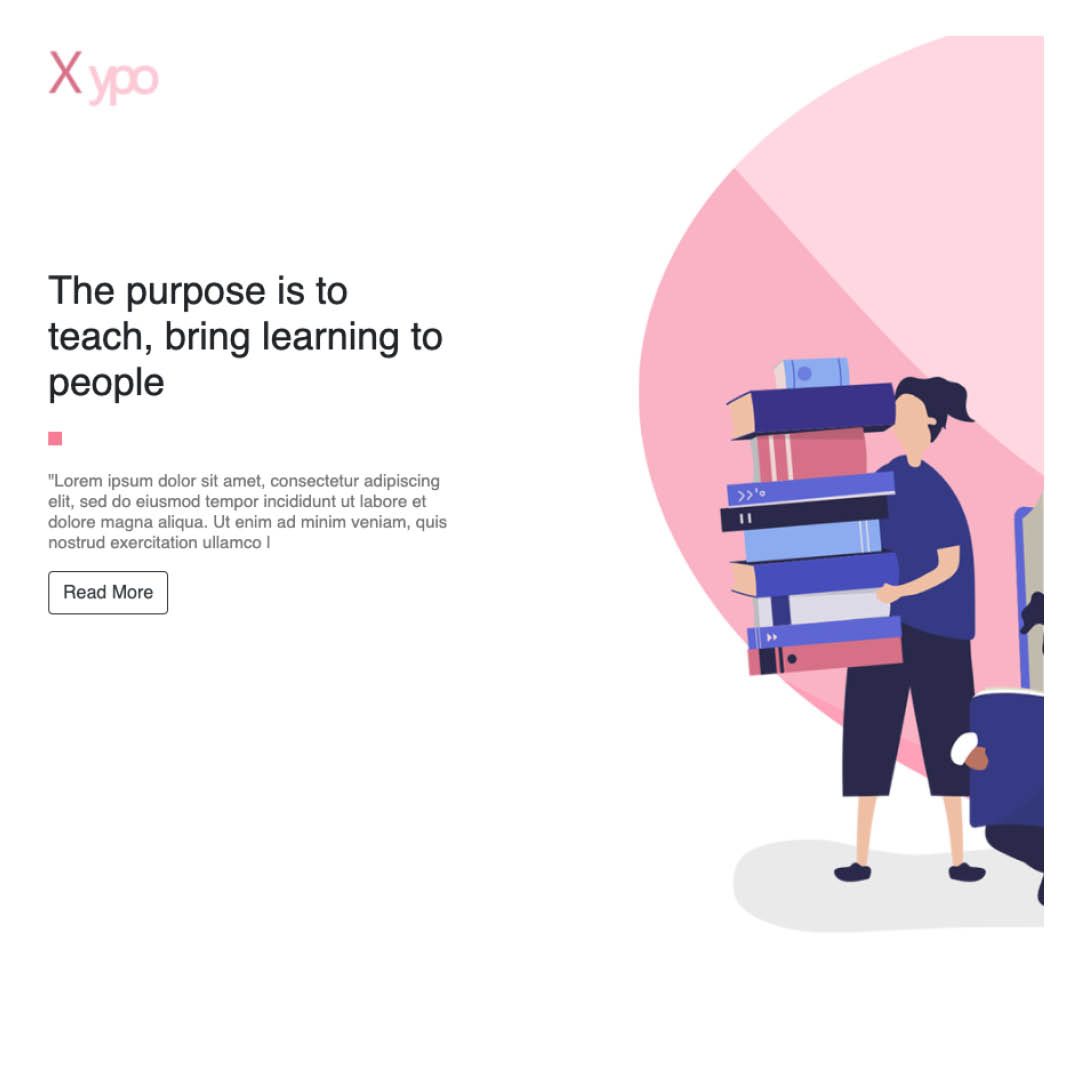 X ypo
The purpose is to
teach, bring learning to
people
"Lorem ipsum dolor sit amet, consectetur adipiscing
elit, sed do eiusmod tempor incididunt ut labore et
dolore magna aliqua. Ut enim ad minim veniam, quis
nostrud exercitation ullamco l
Read More